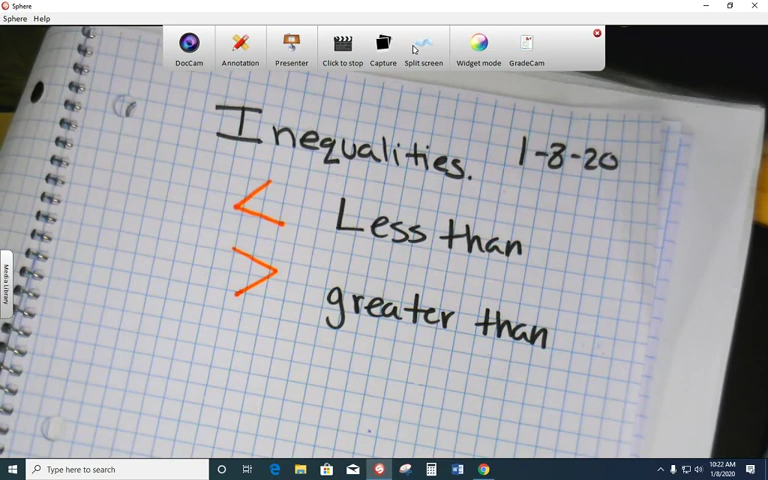 Sphere
Sphere Help
DocCam Annotation Presenter Click to stop Capture Split screen Widget mode GradeCam
Inequalities. 1-8-20
< Less than
> greater than
Media Library
Type here to search
10:22 AM
1/8/2020